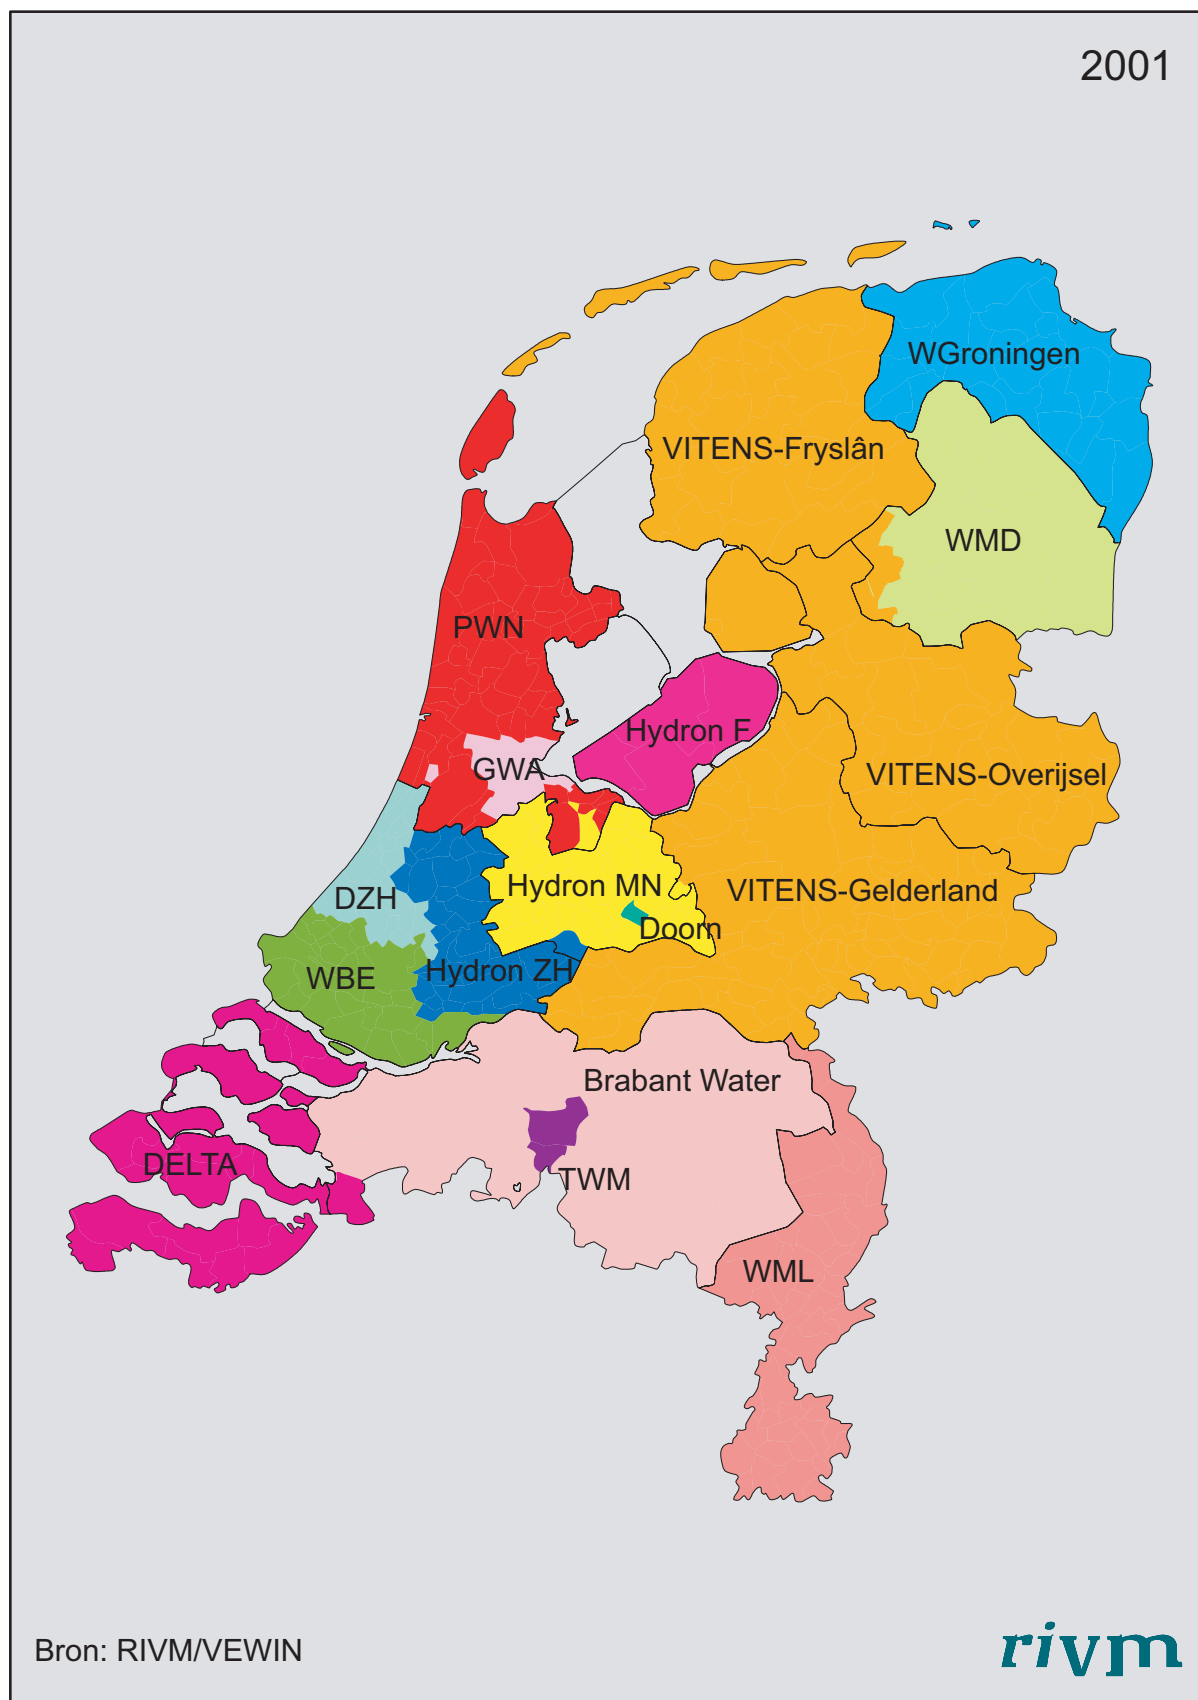 2001
WGroningen
VITENS-Fryslân
WMD
PWN
Hydron F
GWA
VITENS-Overijsel
Hydron MN
VITENS-Gelderland
DZH
Doorn
WBE
Hydron ZH
Brabant Water
DELTA
TWM
WML
Bron: RIVM/VEWIN
rivm